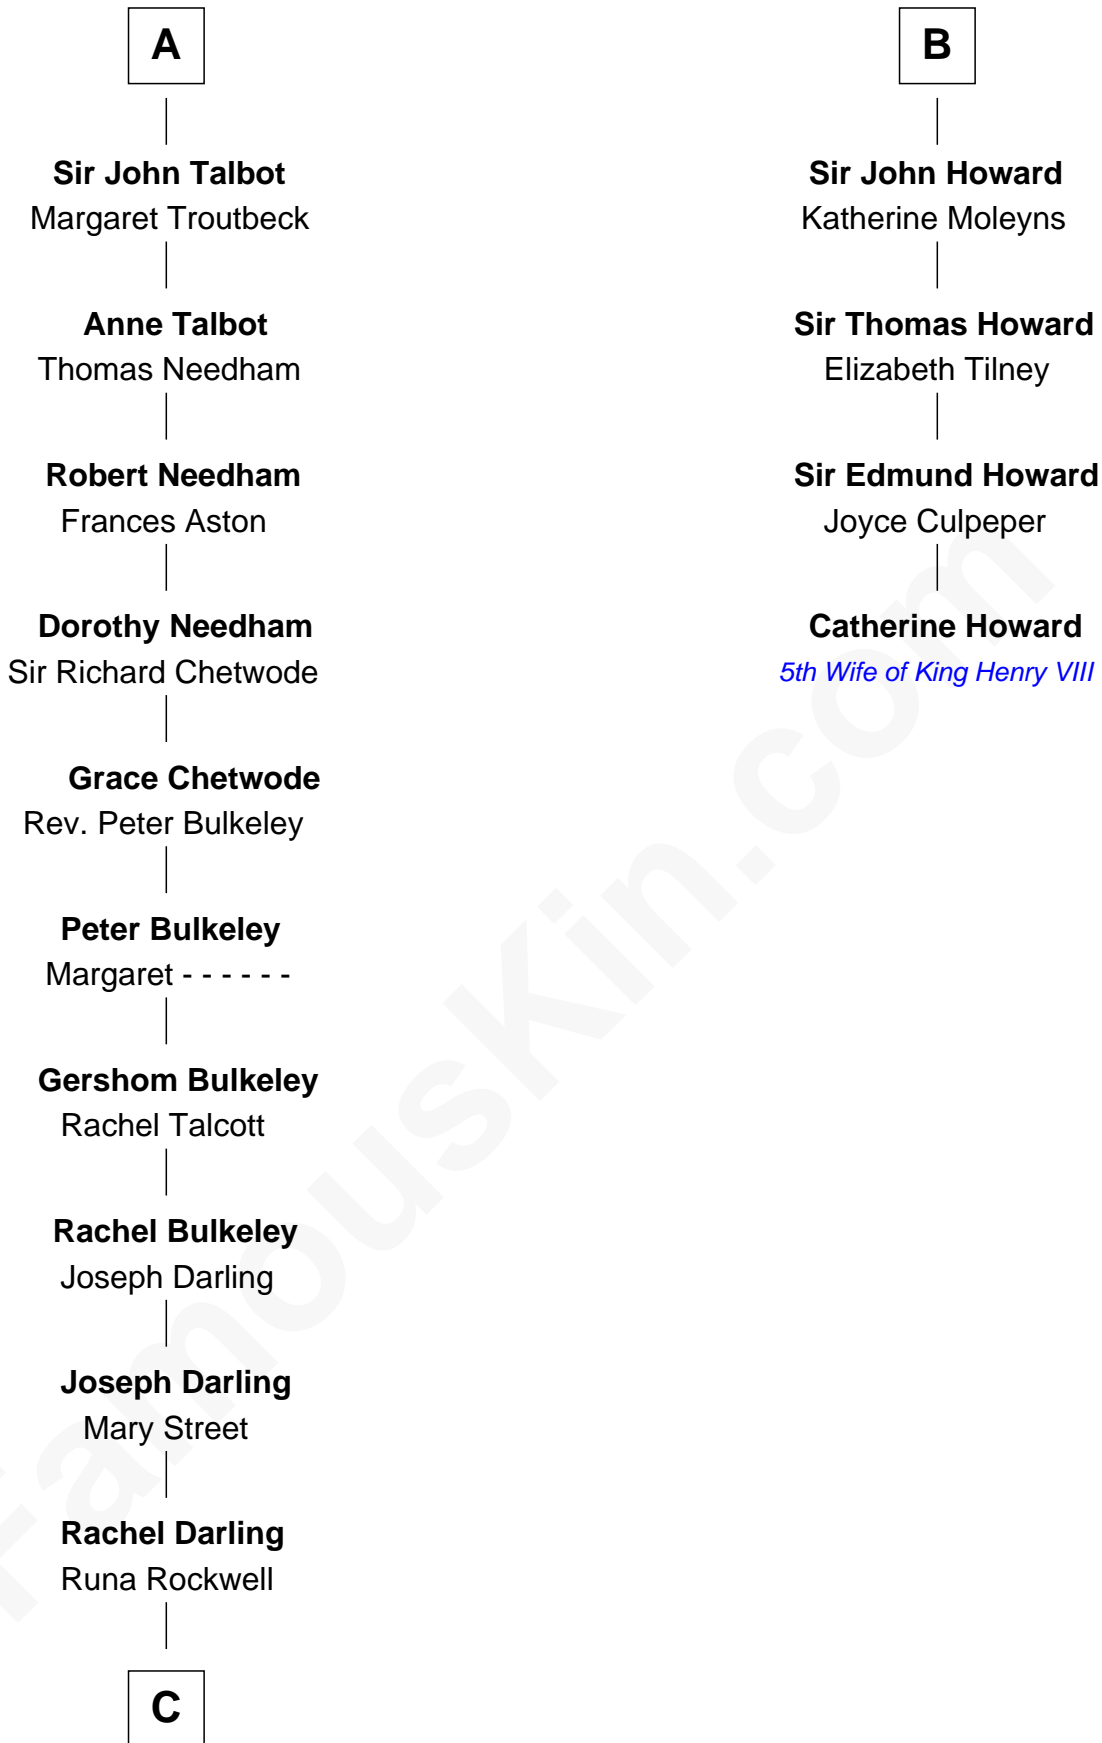 A
Sir John Talbot
Margaret Troutbeck
Anne Talbot
Thomas Needham
Robert Needham
Frances Aston
Dorothy Needham
Sir Richard Chetwode
Grace Chetwode
Rev. Peter Bulkeley
Peter Bulkeley
Margaret - - - - - -
Gershom Bulkeley
Rachel Talcott
Rachel Bulkeley
Joseph Darling
Joseph Darling
Mary Street
Rachel Darling
Runa Rockwell
C
B
Sir John Howard
Katherine Moleyns
Sir Thomas Howard
Elizabeth Tilney
Sir Edmund Howard
Joyce Culpeper
Catherine Howard
5th Wife of King Henry VIII
FamousKin.com